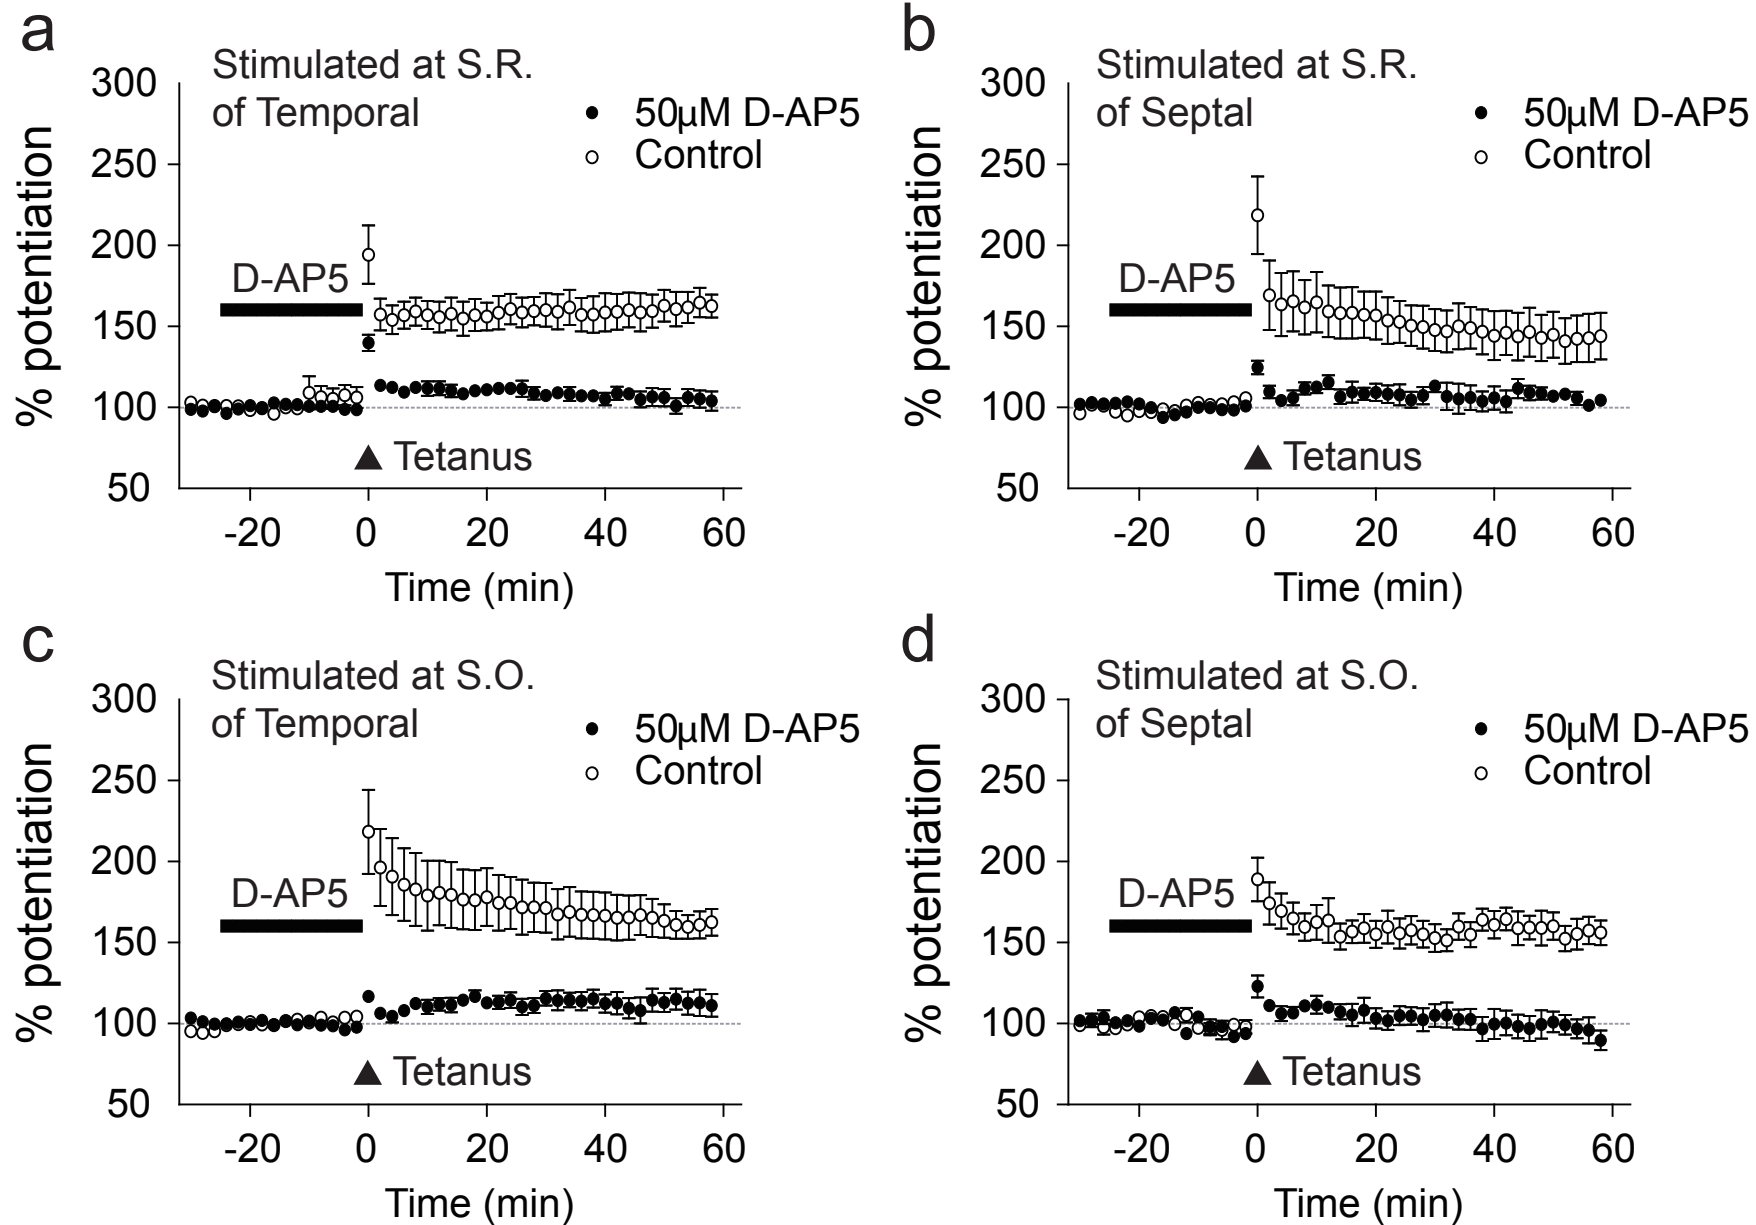 a
Stimulated at S.R.
of Temporal
50µM D-AP5
Control
D-AP5
Tetanus
% potentiation
300
250
200
150
100
50
-20 0 20 40 60
Time (min)
b
Stimulated at S.R.
of Septal
50µM D-AP5
Control
D-AP5
Tetanus
% potentiation
300
250
200
150
100
50
-20 0 20 40 60
Time (min)
c
Stimulated at S.O.
of Temporal
50µM D-AP5
Control
D-AP5
Tetanus
% potentiation
300
250
200
150
100
50
-20 0 20 40 60
Time (min)
d
Stimulated at S.O.
of Septal
50µM D-AP5
Control
D-AP5
Tetanus
% potentiation
300
250
200
150
100
50
-20 0 20 40 60
Time (min)